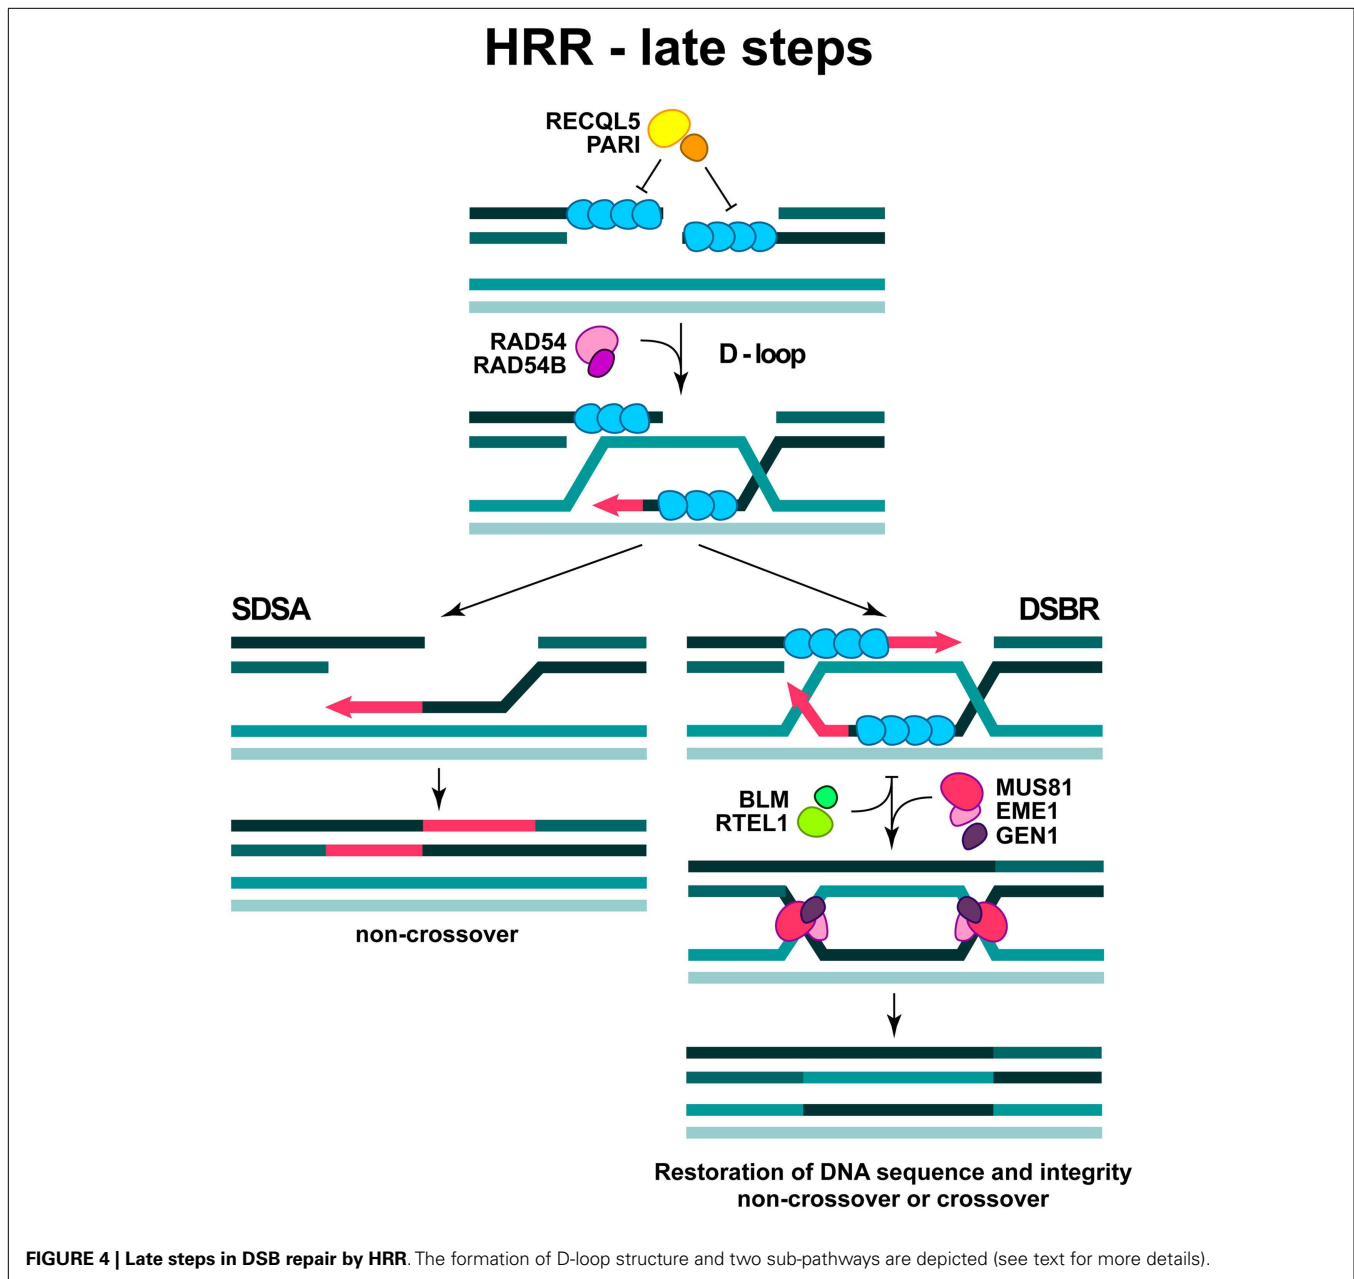 HRR - late steps
RECQL5
PARI
RAD54
RAD54B
D - loop
SDSA
DSBR
BLM
RTEL1
MUS81
EME1
GEN1
non-crossover
Restoration of DNA sequence and integrity
non-crossover or crossover
FIGURE 4 | Late steps in DSB repair by HRR. The formation of D-loop structure and two sub-pathways are depicted (see text for more details).